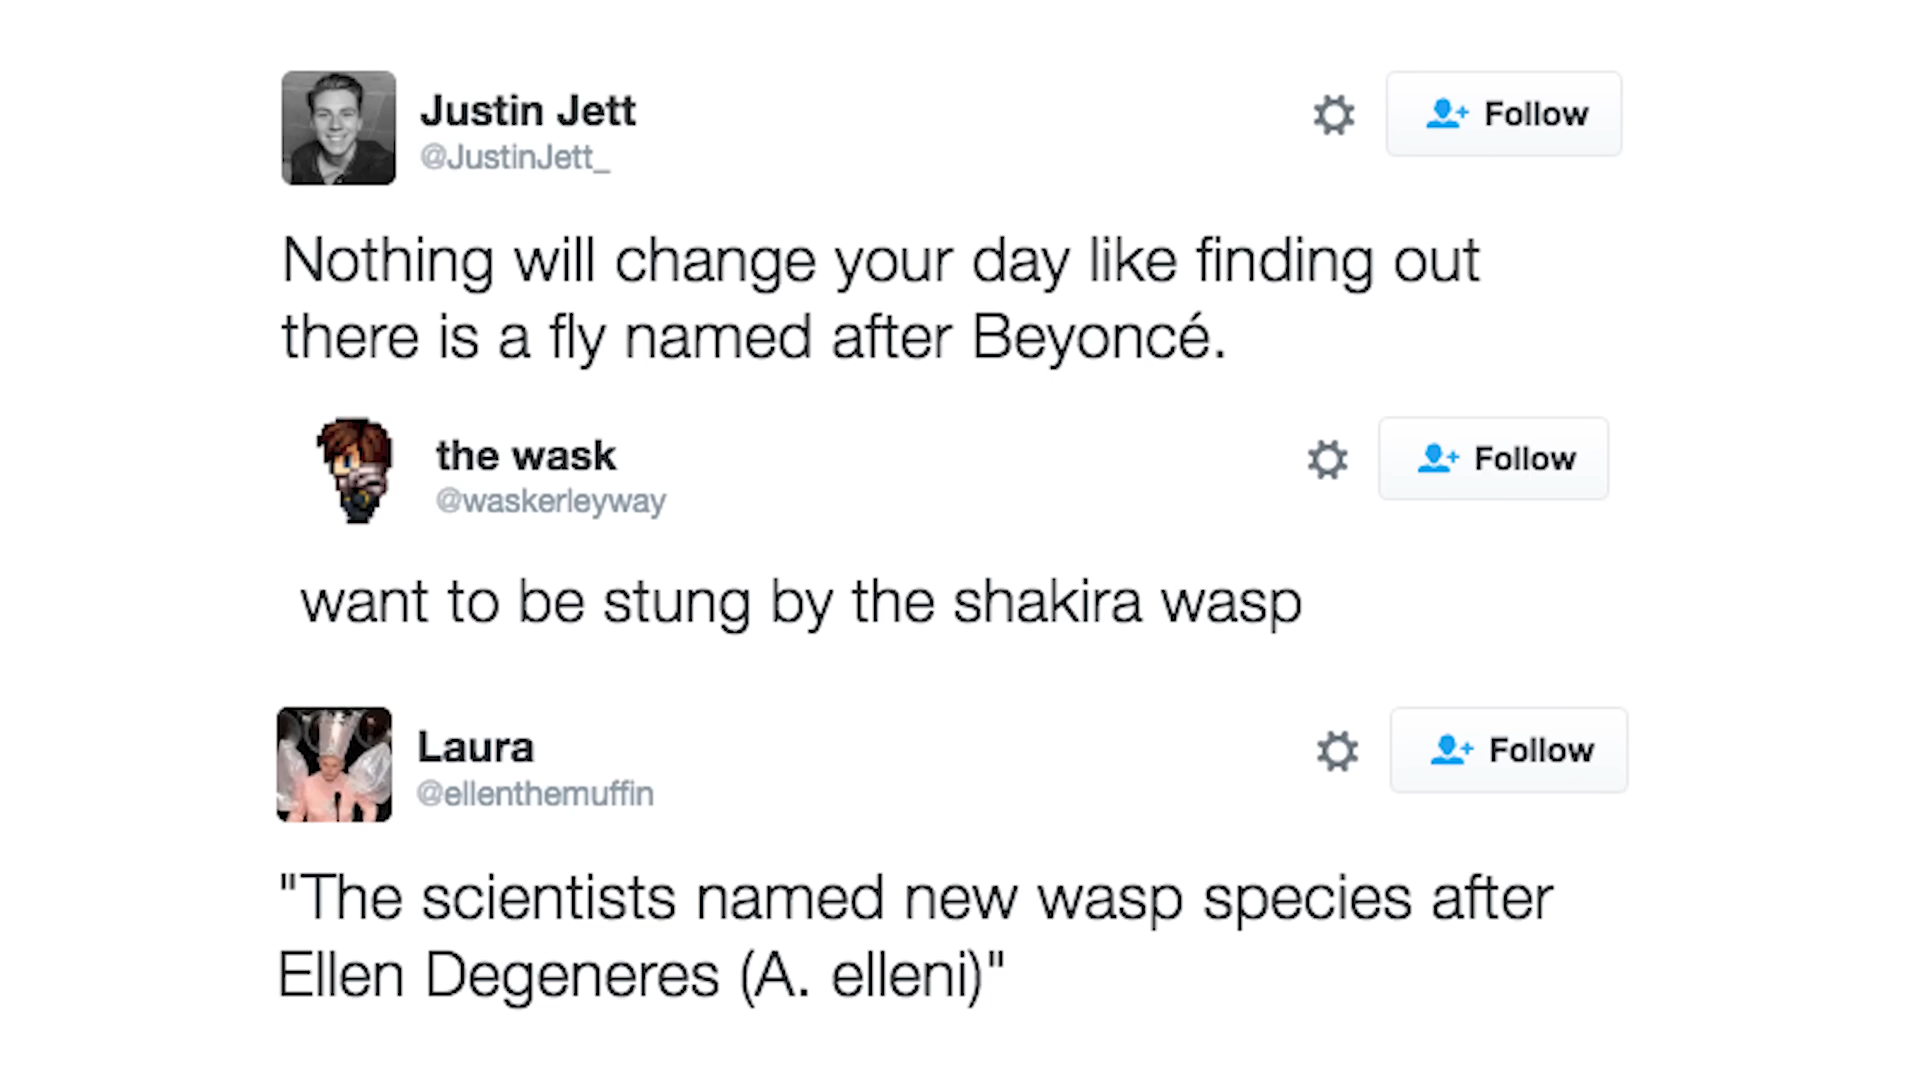 Justin Jett
@JustinJett_
Follow
Nothing will change your day like finding out
there is a fly named after Beyoncé.
the wask
@waskerleyway
Follow
want to be stung by the shakira wasp
Laura
@ellenthemuffin
Follow
"The scientists named new wasp species after
Ellen Degeneres (A. elleni)"